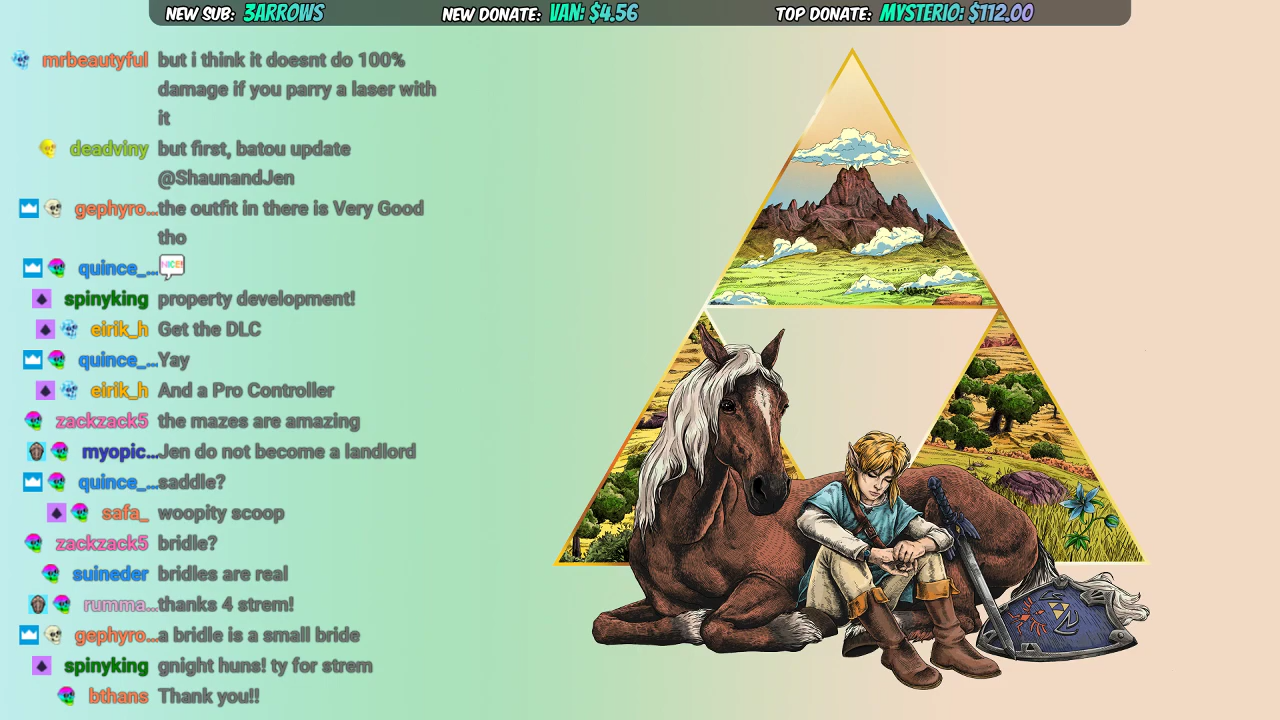 NEW SUB: 3ARROWS NEW DONATE: VAN: $4.56 TOP DONATE: MYSTERIO: $112.00
mrbeautyful but i think it doesnt do 100%
damage if you parry a laser with
it
deadviny but first, batou update
@ShaunandJen
gephyro... the outfit in there is Very Good
tho
quince_... NICE!
spinyking property development!
eirik_h Get the DLC
quince_... Yay
eirik_h And a Pro Controller
zackzack5 the mazes are amazing
myopic... Jen do not become a landlord
quince_... saddle?
safa_ woopity scoop
zackzack5 bridle?
suineder bridles are real
rumma... thanks 4 strem!
gephyro... a bridle is a small bride
spinyking gnight huns! ty for strem
bthans Thank you!!